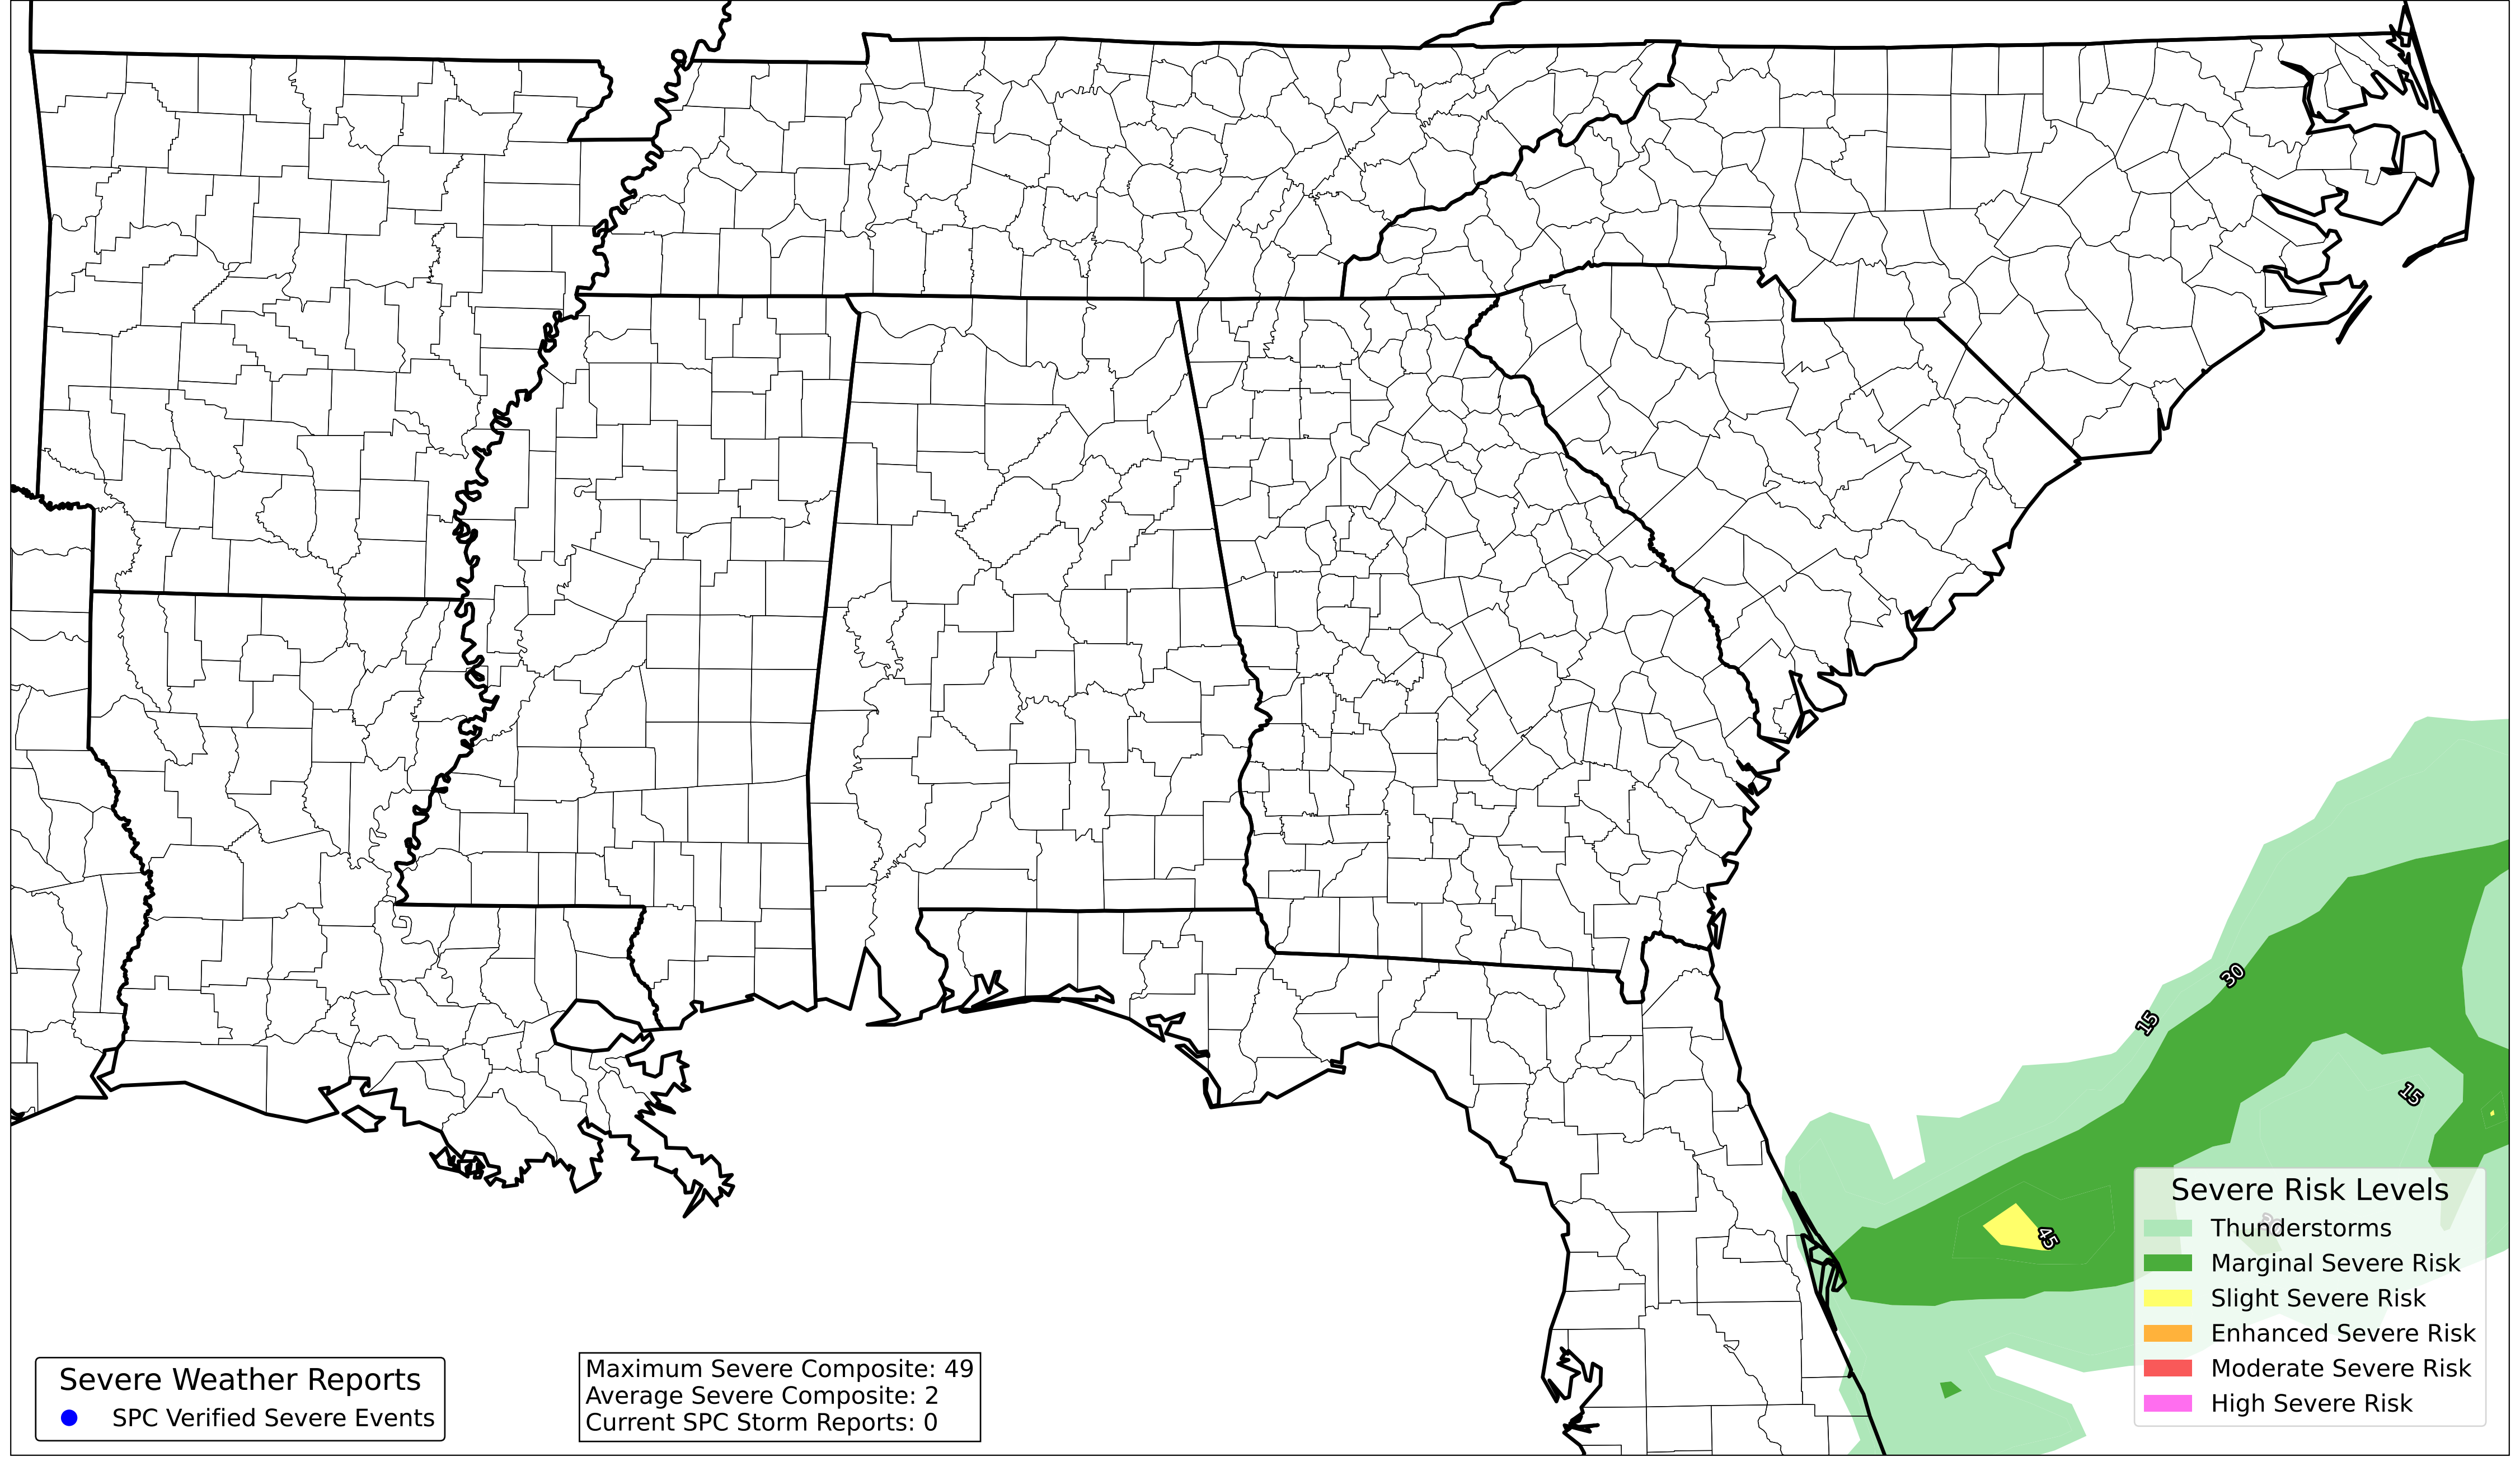 30
15
15
45
Severe Risk Levels
Thunderstorms
Marginal Severe Risk
Slight Severe Risk
Enhanced Severe Risk
Moderate Severe Risk
High Severe Risk
Severe Weather Reports
SPC Verified Severe Events
Maximum Severe Composite: 49
Average Severe Composite: 2
Current SPC Storm Reports: 0